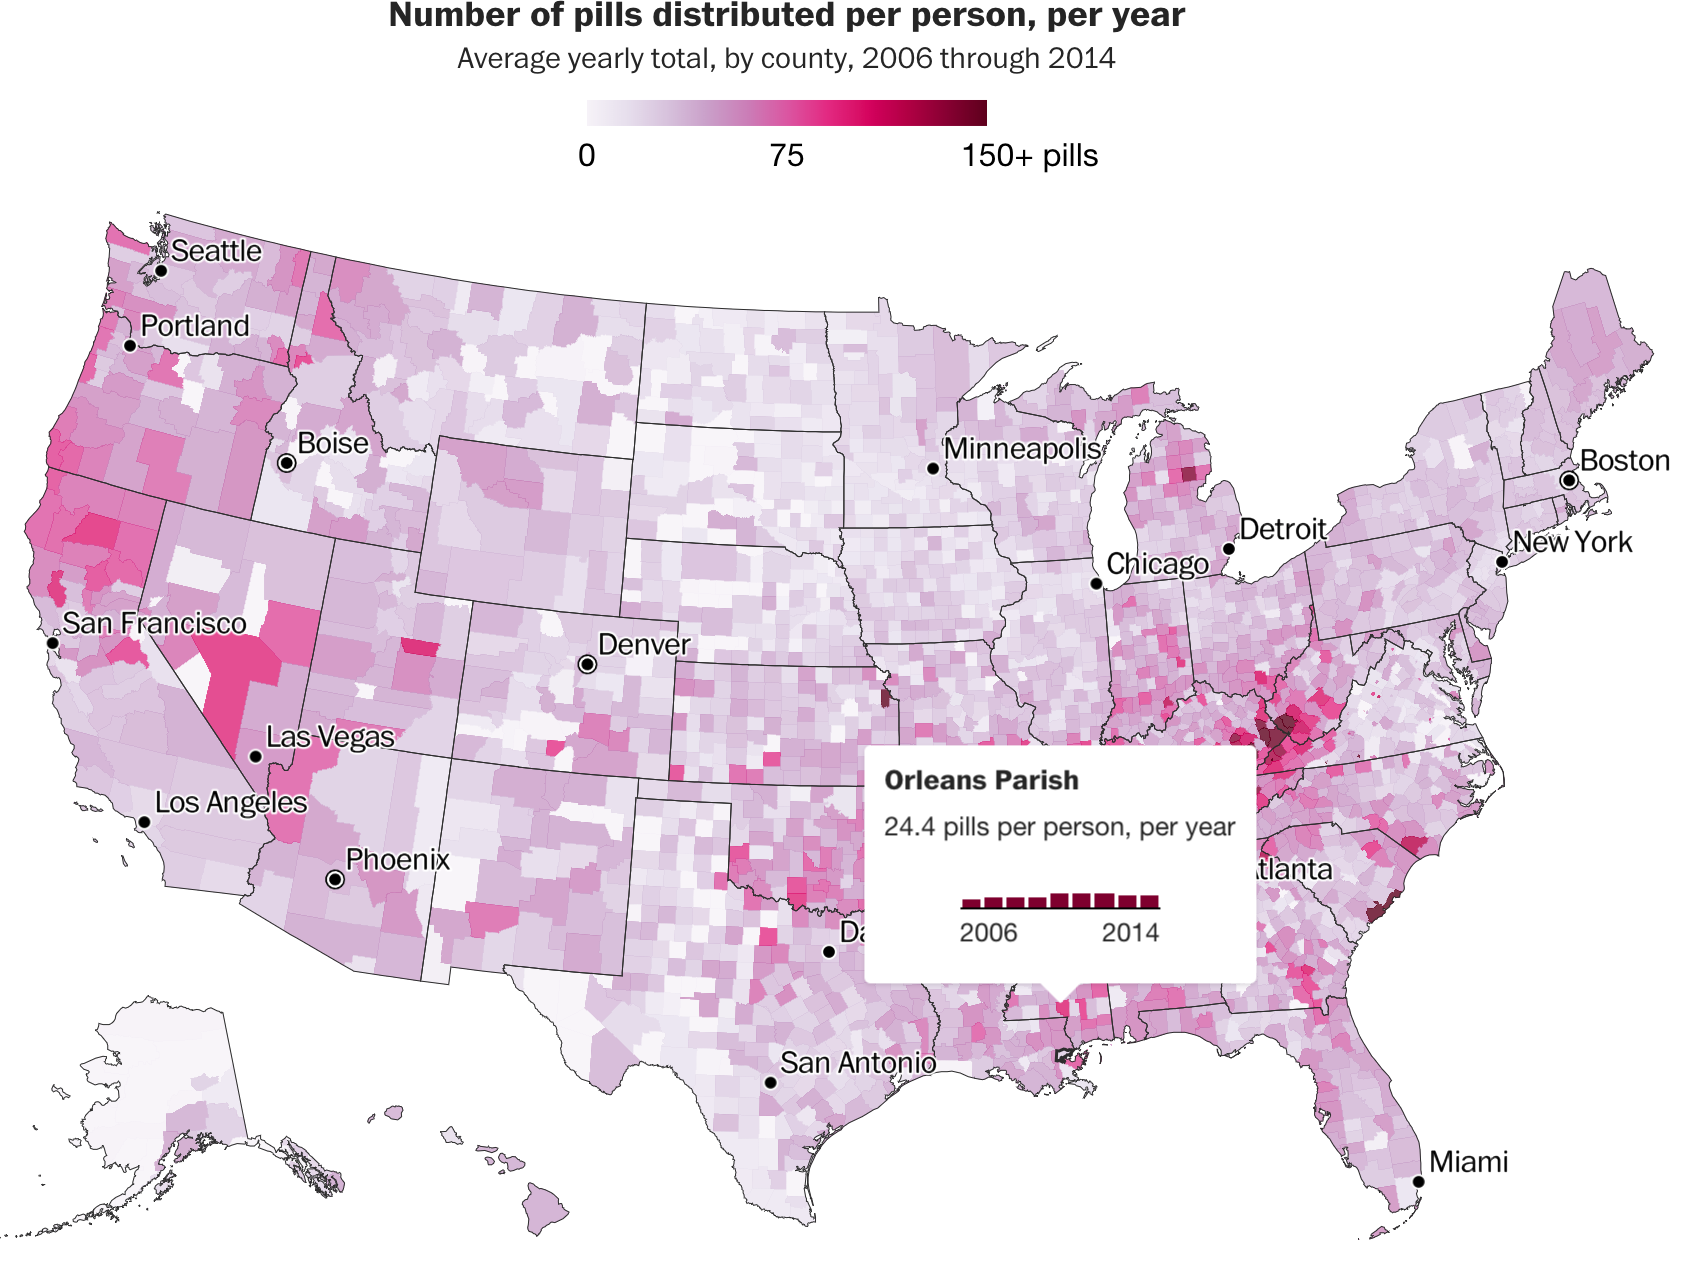 Number of pills distributed per person, per year
Average yearly total, by county, 2006 through 2014
0 75 150+ pills
Seattle
Portland
Boise
Minneapolis
Boston
Detroit
New York
Chicago
San Francisco
Denver
Las Vegas
Los Angeles
Phoenix
Orleans Parish
24.4 pills per person, per year
2006 2014
San Antonio
Miami